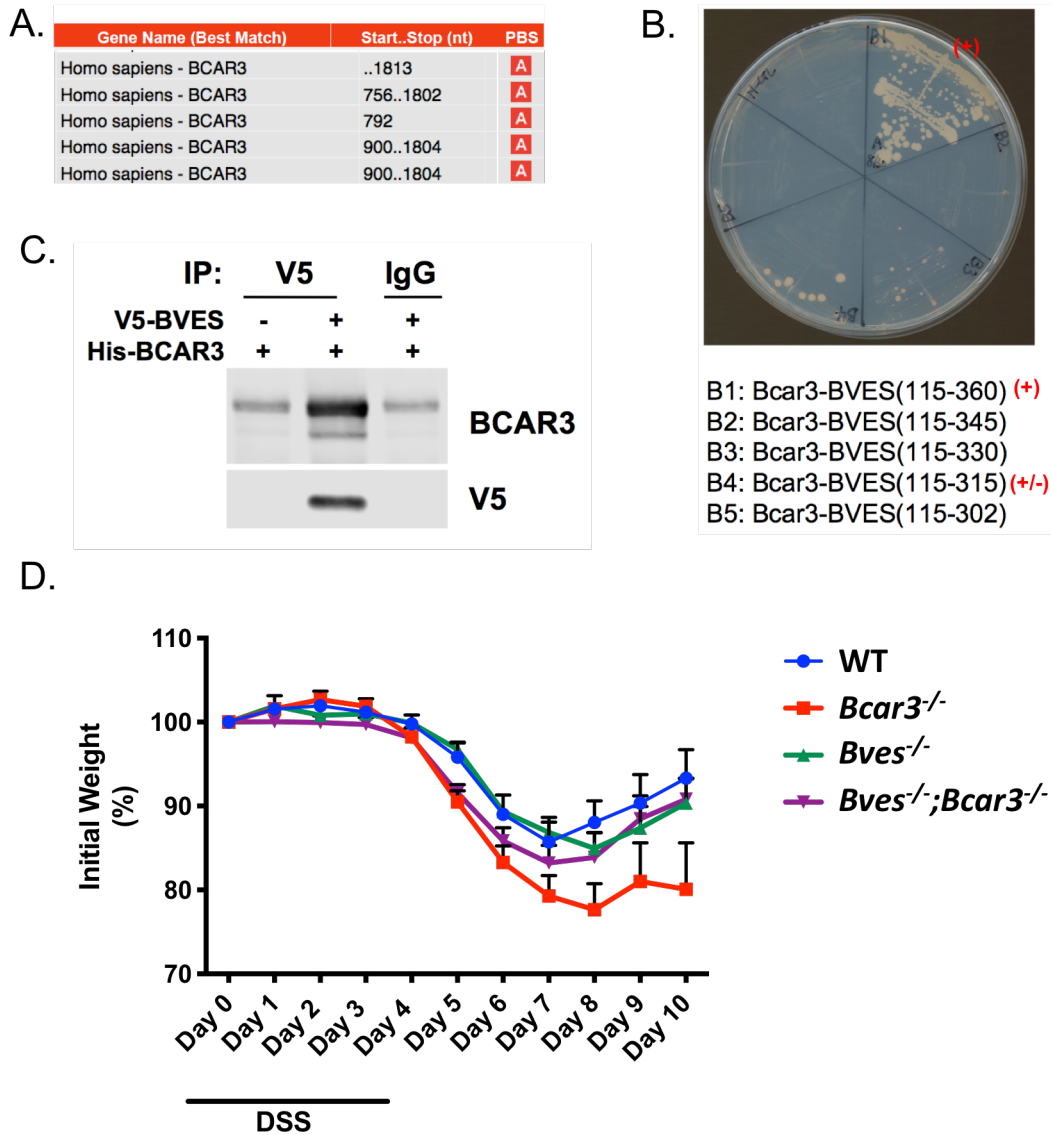 A.
Gene Name (Best Match) Start..Stop (nt) PBS
Homo sapiens - BCAR3 ..1813 A
Homo sapiens - BCAR3 756..1802 A
Homo sapiens - BCAR3 792 A
Homo sapiens - BCAR3 900..1804 A
Homo sapiens - BCAR3 900..1804 A
B.
B1
(+)
B2
B3
B4
B5
B1: Bcar3-BVES(115-360) (+)
B2: Bcar3-BVES(115-345)
B3: Bcar3-BVES(115-330)
B4: Bcar3-BVES(115-315) (+/-)
B5: Bcar3-BVES(115-302)
C.
IP: V5 IgG
V5-BVES - + +
His-BCAR3 + + +
BCAR3
V5
D.
Initial Weight
(%)
110
100
90
80
70
Day 0
Day 1
Day 2
Day 3
Day 4
Day 5
Day 6
Day 7
Day 8
Day 9
Day 10
DSS
WT
Bcar3-/-
Bves-/-
Bves-/-;Bcar3-/-